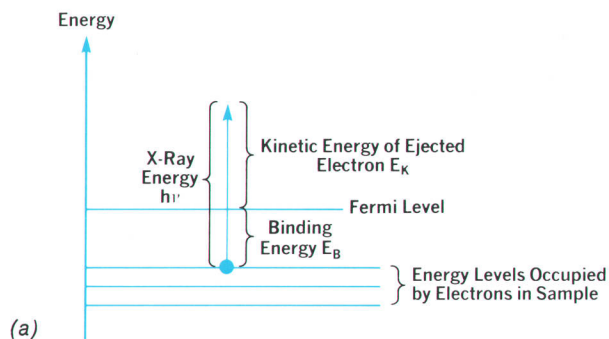 Energy
X-Ray
Energy
hν
Kinetic Energy of Ejected
Electron E_K
Fermi Level
Binding
Energy E_B
Energy Levels Occupied
by Electrons in Sample
(a)